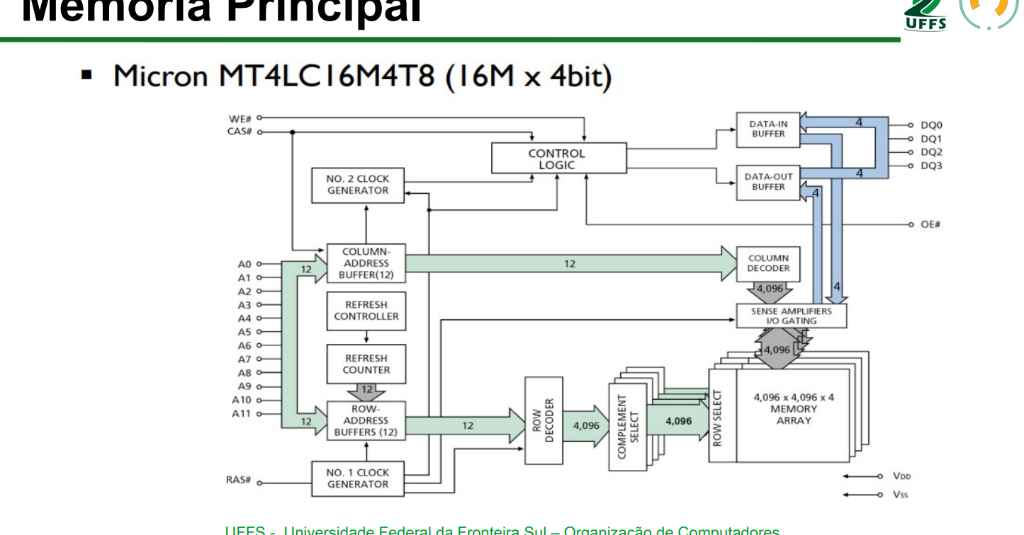 Memória Principal
UFFS
▪ Micron MT4LC16M4T8 (16M x 4bit)
WE#
CAS#
CONTROL
LOGIC
DATA-IN
BUFFER
4
DQ0
DQ1
DQ2
DQ3
NO. 2 CLOCK
GENERATOR
DATA-OUT
BUFFER
4
4
OE#
COLUMN-
ADDRESS
BUFFER(12)
12
12
COLUMN
DECODER
4,096
4
A0
A1
A2
A3
A4
A5
A6
A7
A8
A9
A10
A11
REFRESH
CONTROLLER
SENSE AMPLIFIERS
I/O GATING
4,096
REFRESH
COUNTER
12
ROW-
ADDRESS
BUFFERS (12)
12
12
ROW
DECODER
4,096
COMPLEMENT
SELECT
4,096
ROW SELECT
4,096 x 4,096 x 4
MEMORY
ARRAY
RAS#
NO. 1 CLOCK
GENERATOR
VDD
VSS
UFFS - Universidade Federal da Fronteira Sul – Organização de Computadores